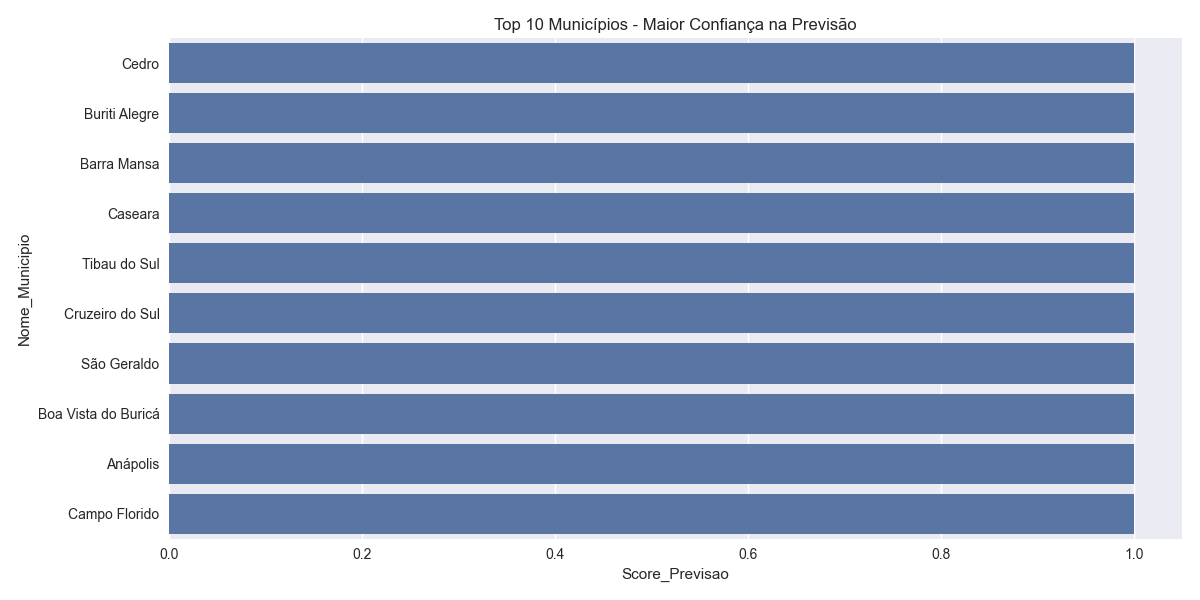 Top 10 Municípios - Maior Confiança na Previsão
Nome_Municipio
Cedro
Buriti Alegre
Barra Mansa
Caseara
Tibau do Sul
Cruzeiro do Sul
São Geraldo
Boa Vista do Buricá
Anápolis
Campo Florido
0.0 0.2 0.4 0.6 0.8 1.0
Score_Previsao